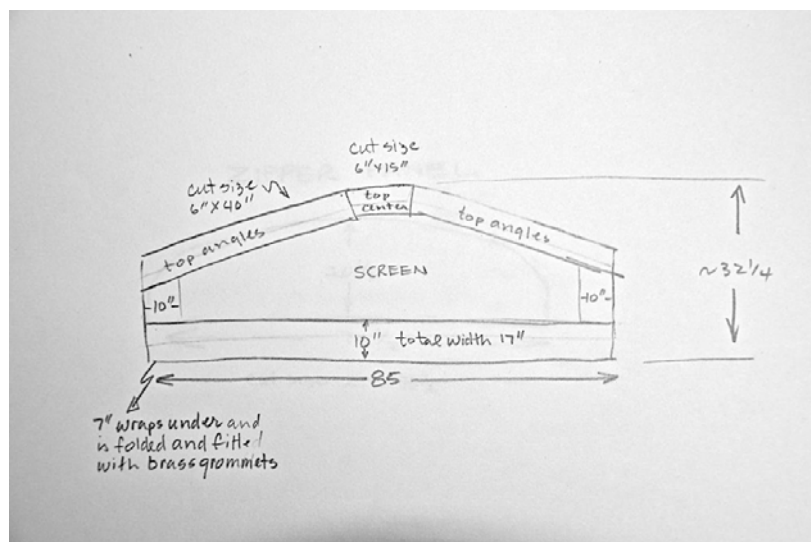 cut size
6"x15"
cut size
6"x40"
top
center
top angles
top angles
SCREEN
~32 1/4
10"
10"
10" total width 17"
85
7" wraps under and
is folded and fitted
with brass grommets